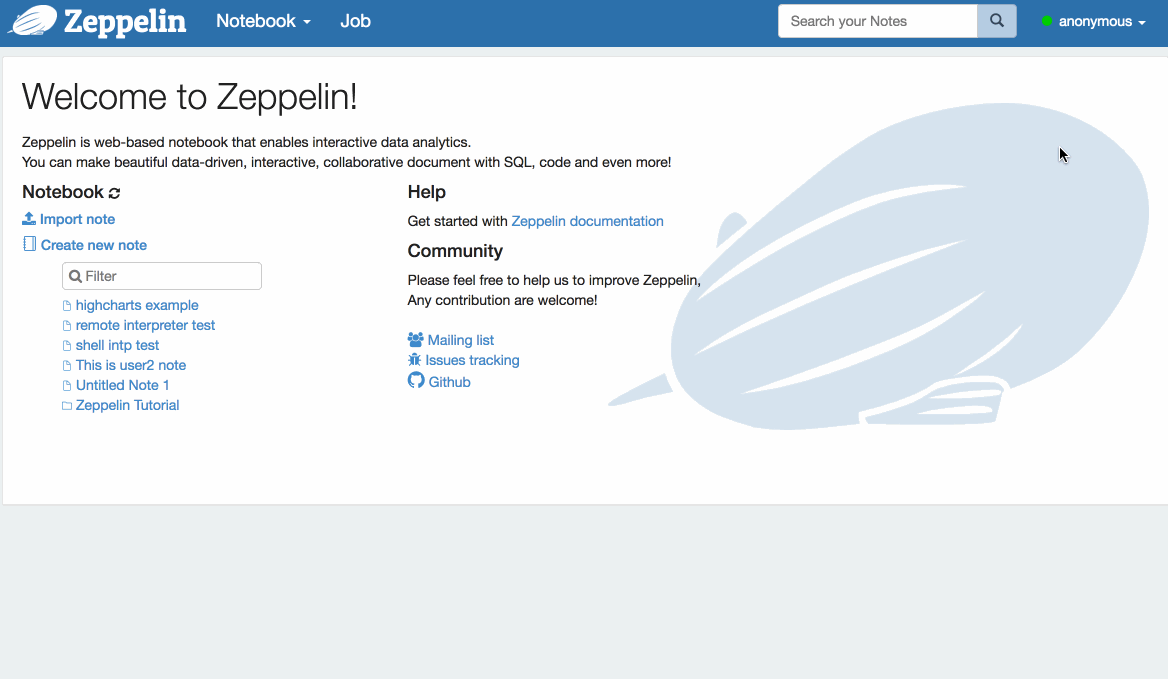 Zeppelin Notebook Job Search your Notes anonymous
Welcome to Zeppelin!
Zeppelin is web-based notebook that enables interactive data analytics.
You can make beautiful data-driven, interactive, collaborative document with SQL, code and even more!
Notebook
Import note
Create new note
Filter
highcharts example
remote interpreter test
shell intp test
This is user2 note
Untitled Note 1
Zeppelin Tutorial
Help
Get started with Zeppelin documentation
Community
Please feel free to help us to improve Zeppelin,
Any contribution are welcome!
Mailing list
Issues tracking
Github